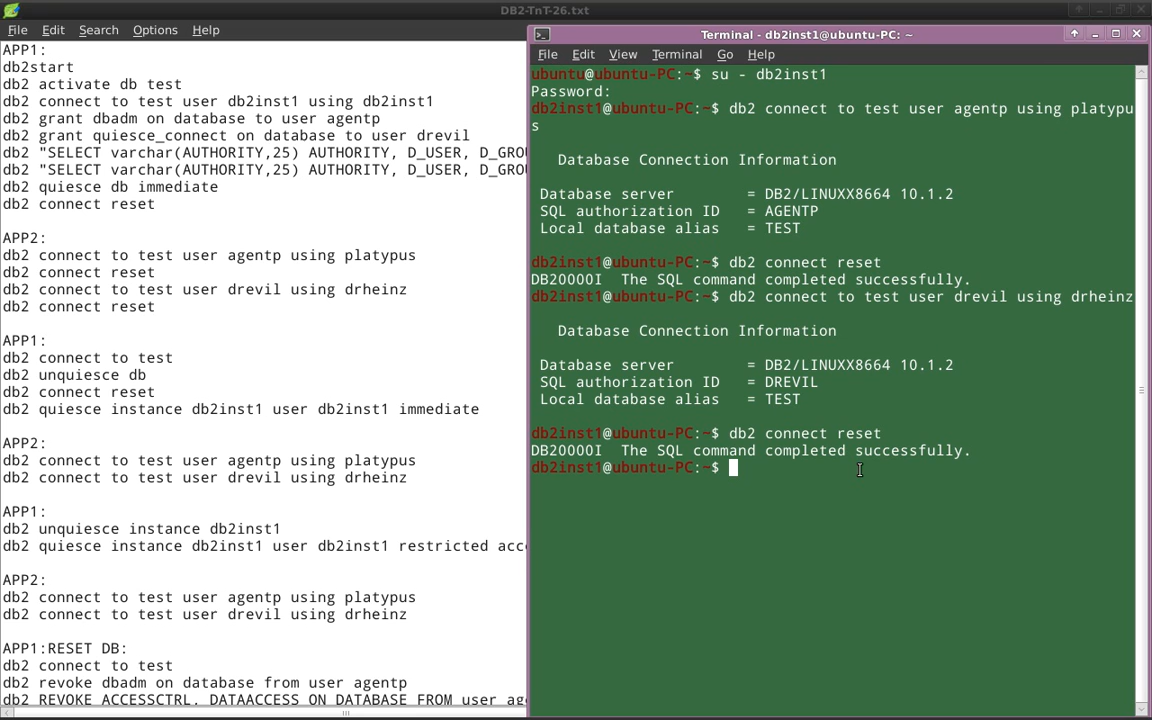 DB2-TnT-26.txt
File Edit Search Options Help
APP1:
db2start
db2 activate db test
db2 connect to test user db2inst1 using db2inst1
db2 grant dbadm on database to user agentp
db2 grant quiesce_connect on database to user drevil
db2 "SELECT varchar(AUTHORITY,25) AUTHORITY, D_USER, D_GROU
db2 "SELECT varchar(AUTHORITY,25) AUTHORITY, D_USER, D_GROU
db2 quiesce db immediate
db2 connect reset
APP2:
db2 connect to test user agentp using platypus
db2 connect reset
db2 connect to test user drevil using drheinz
db2 connect reset
APP1:
db2 connect to test
db2 unquiesce db
db2 connect reset
db2 quiesce instance db2inst1 user db2inst1 immediate
APP2:
db2 connect to test user agentp using platypus
db2 connect to test user drevil using drheinz
APP1:
db2 unquiesce instance db2inst1
db2 quiesce instance db2inst1 user db2inst1 restricted acc
APP2:
db2 connect to test user agentp using platypus
db2 connect to test user drevil using drheinz
APP1:RESET DB:
db2 connect to test
db2 revoke dbadm on database from user agentp
db2 REVOKE ACCESSCTRL, DATAACCESS ON DATABASE FROM user age
Terminal - db2inst1@ubuntu-PC: ~
File Edit View Terminal Go Help
ubuntu@ubuntu-PC:~$ su - db2inst1
Password:
db2inst1@ubuntu-PC:~$ db2 connect to test user agentp using platypu
s
Database Connection Information
Database server = DB2/LINUXX8664 10.1.2
SQL authorization ID = AGENTP
Local database alias = TEST
db2inst1@ubuntu-PC:~$ db2 connect reset
DB20000I The SQL command completed successfully.
db2inst1@ubuntu-PC:~$ db2 connect to test user drevil using drheinz
Database Connection Information
Database server = DB2/LINUXX8664 10.1.2
SQL authorization ID = DREVIL
Local database alias = TEST
db2inst1@ubuntu-PC:~$ db2 connect reset
DB20000I The SQL command completed successfully.
db2inst1@ubuntu-PC:~$